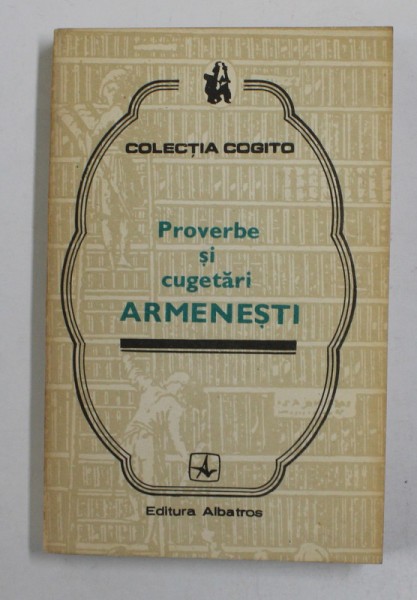 COLECȚIA COGITO
Proverbe
și
cugetări
ARMENEȘTI
Editura Albatros